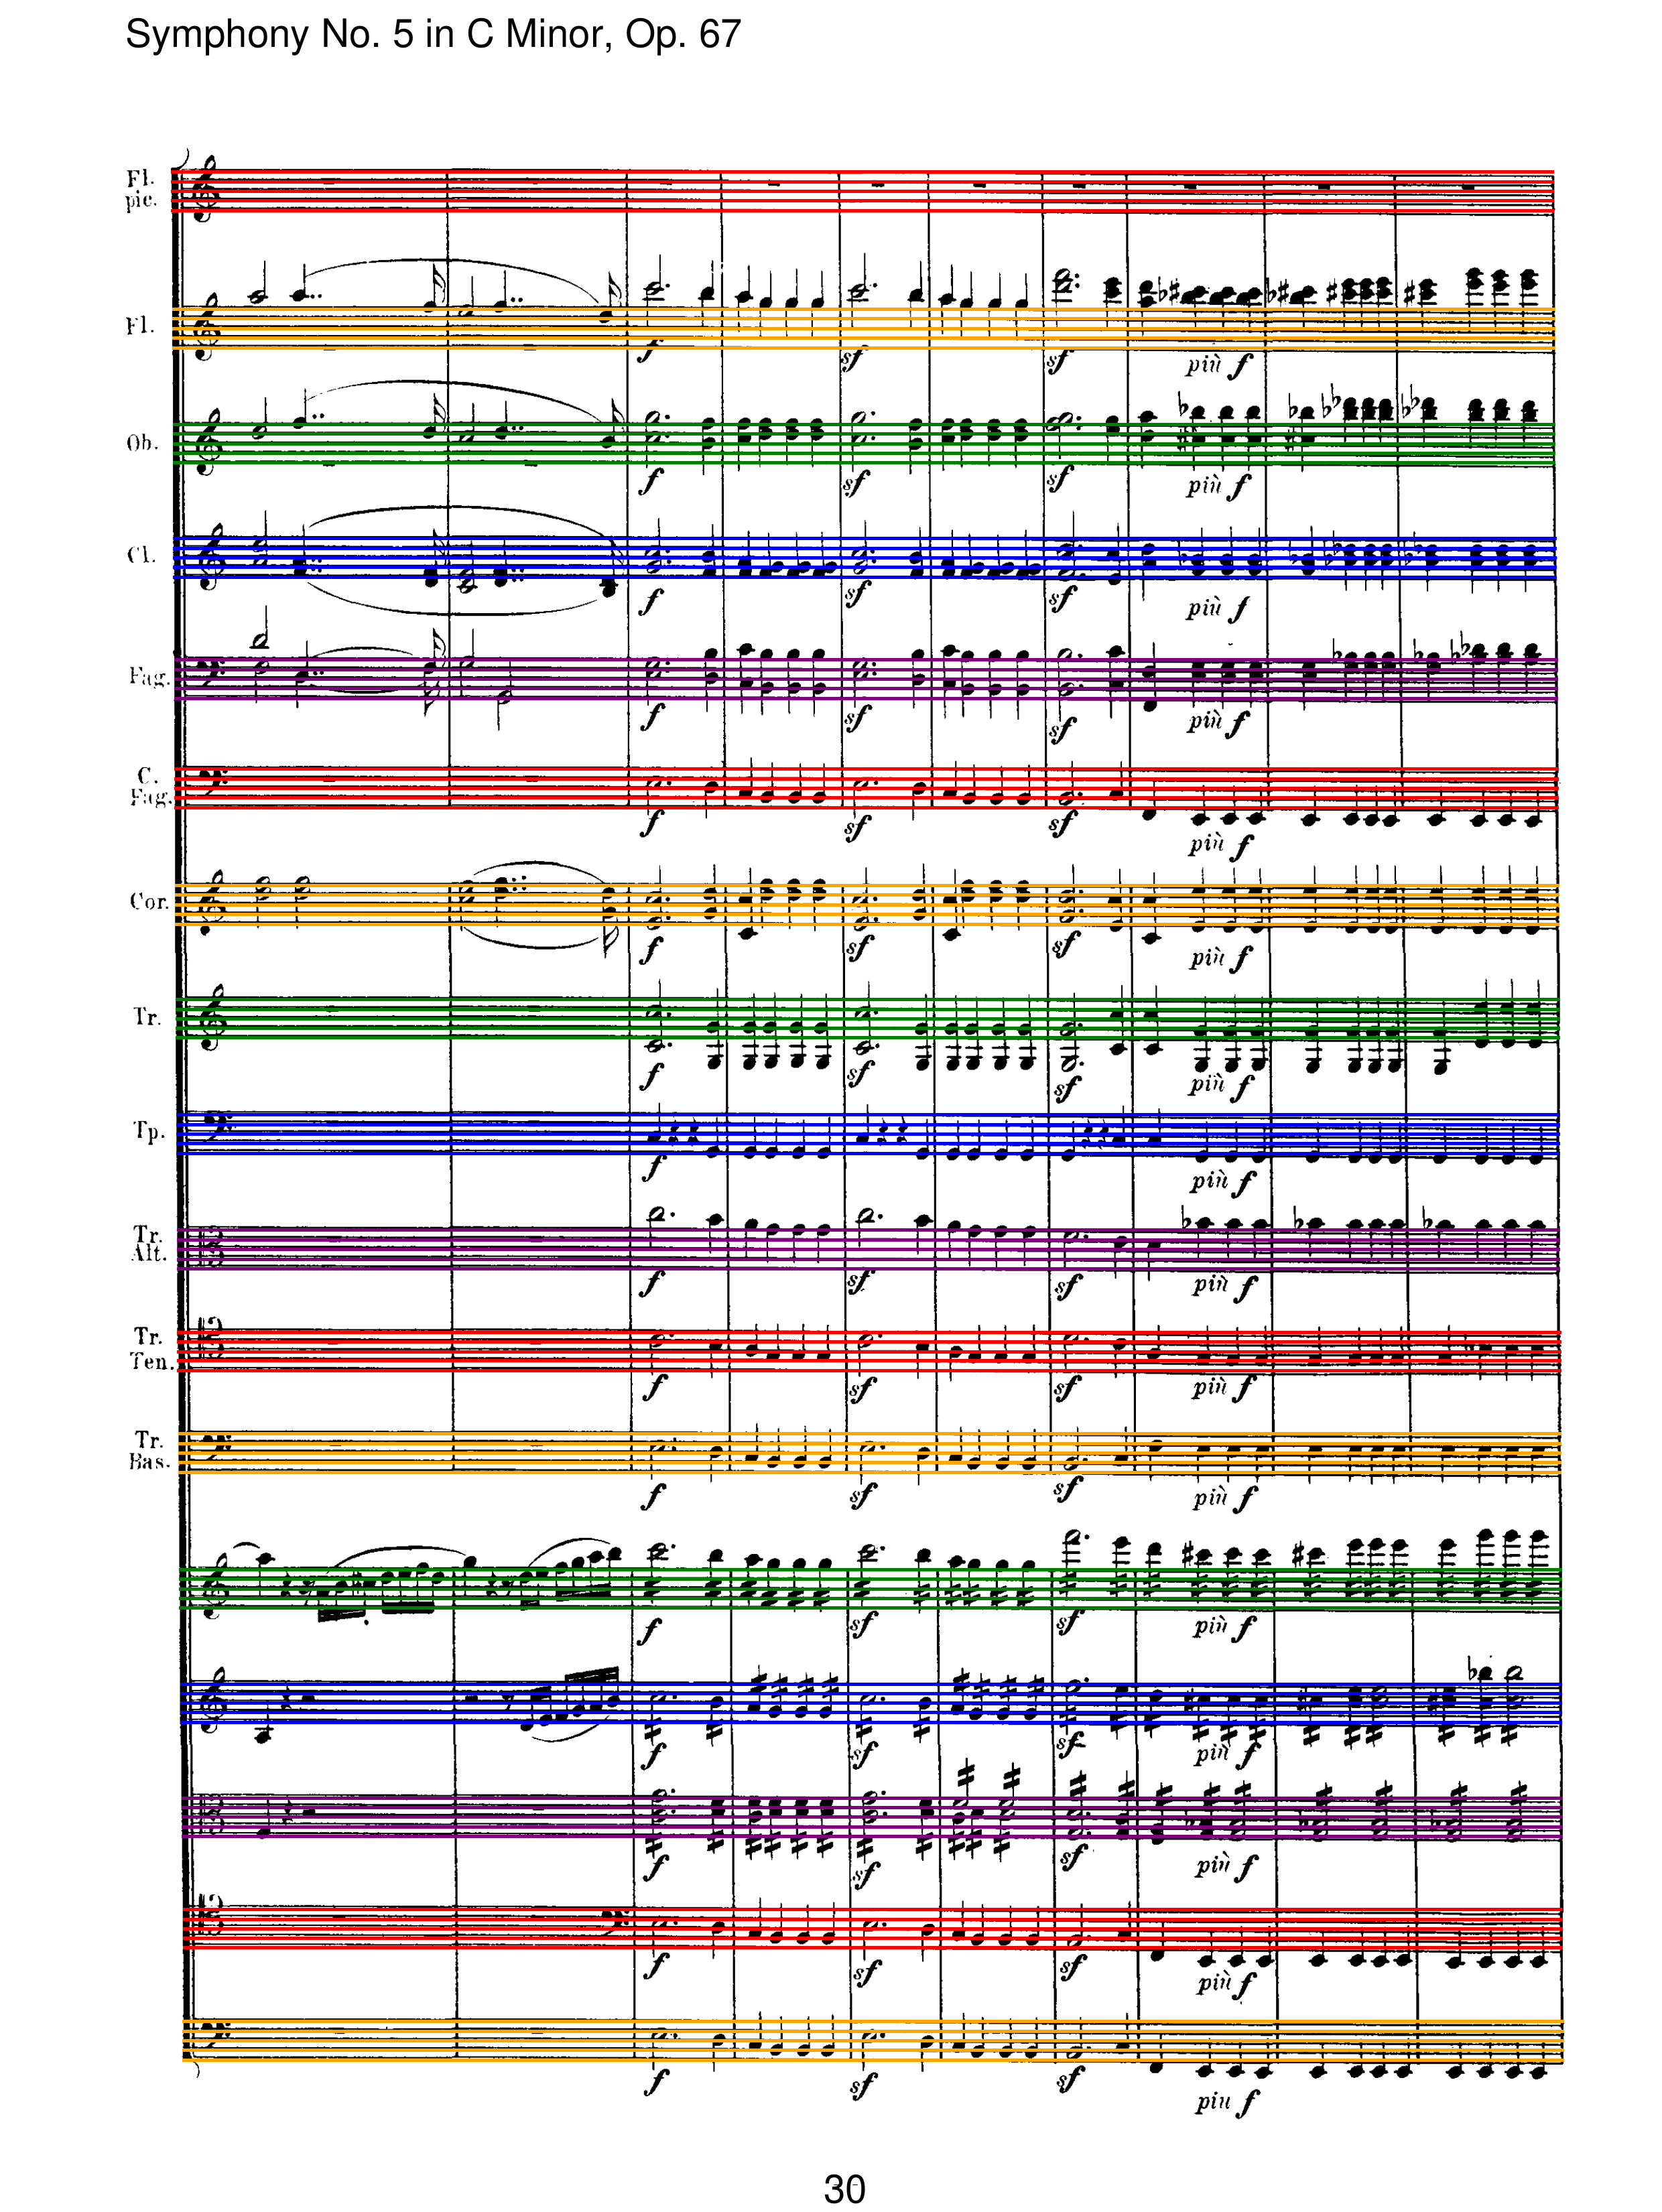 Symphony No. 5 in C Minor, Op. 67
Fl.
pic.
Fl.
f sf sf più f
Ob.
f sf sf più f
Cl.
f sf sf più f
Fag.
f sf sf più f
C.
Fag.
f sf sf più f
Cor.
f sf sf più f
Tr.
f sf sf più f
Tp.
f più f
Tr.
Alt.
f sf sf più f
Tr.
Ten.
f sf sf più f
Tr.
Bas.
f sf sf più f
f sf sf più f
f sf sf più f
f sf sf più f
f sf sf più f
f sf sf piu f
30